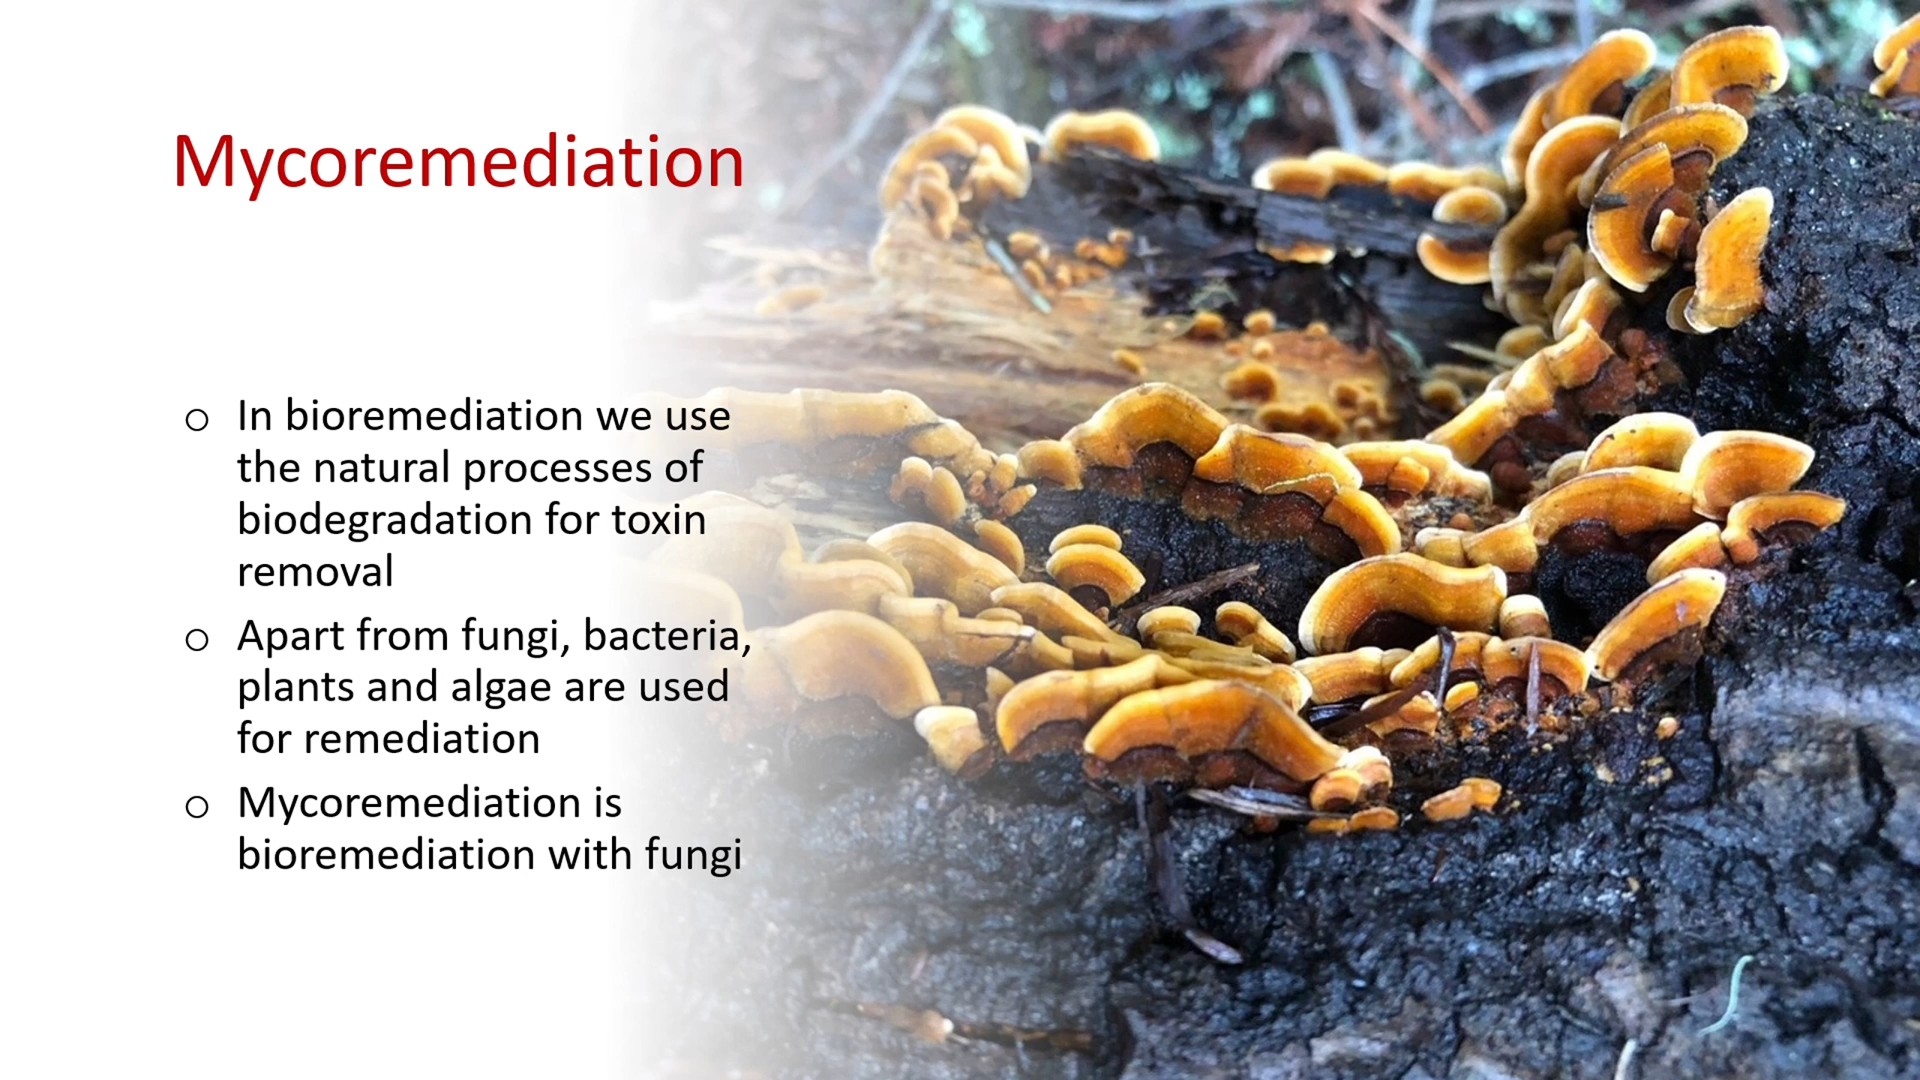 Mycoremediation
o In bioremediation we use
the natural processes of
biodegradation for toxin
removal
o Apart from fungi, bacteria,
plants and algae are used
for remediation
o Mycoremediation is
bioremediation with fungi